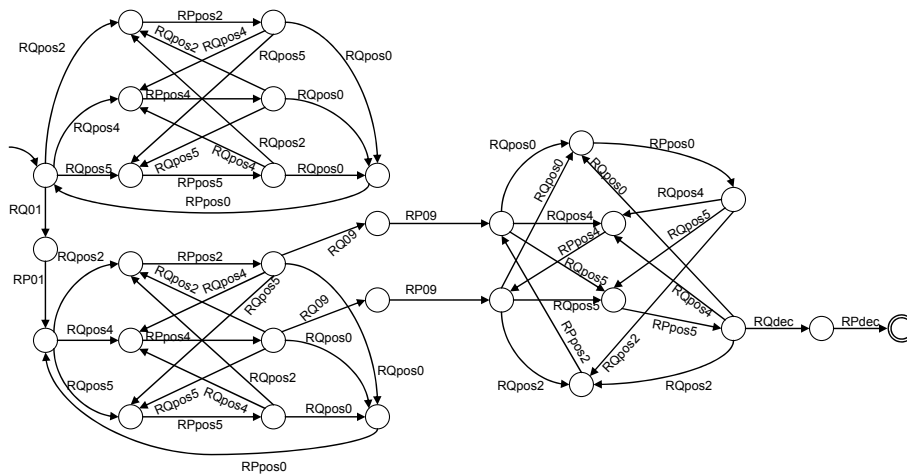 RPpos2
RQpos2
RQpos2
RQpos4
RQpos0
RQpos5
RPpos4
RQpos0
RQpos4
RQpos2
RQpos5
RQpos5
RPpos5
RQpos4
RQpos0
RPpos0
RQ01
RP01
RQpos2
RPpos2
RQpos2
RQpos4
RQpos5
RQ09
RP09
RQ09
RP09
RQpos4
RPpos4
RQpos0
RQpos2
RQpos0
RQpos5
RQpos5
RQpos4
RPpos5
RQpos0
RPpos0
RQpos0
RPpos0
RQpos0
RQpos0
RQpos4
RQpos4
RPpos4
RQpos5
RQpos5
RQpos5
RQpos4
RPpos5
RPpos2
RQpos2
RQpos2
RQpos2
RQdec
RPdec